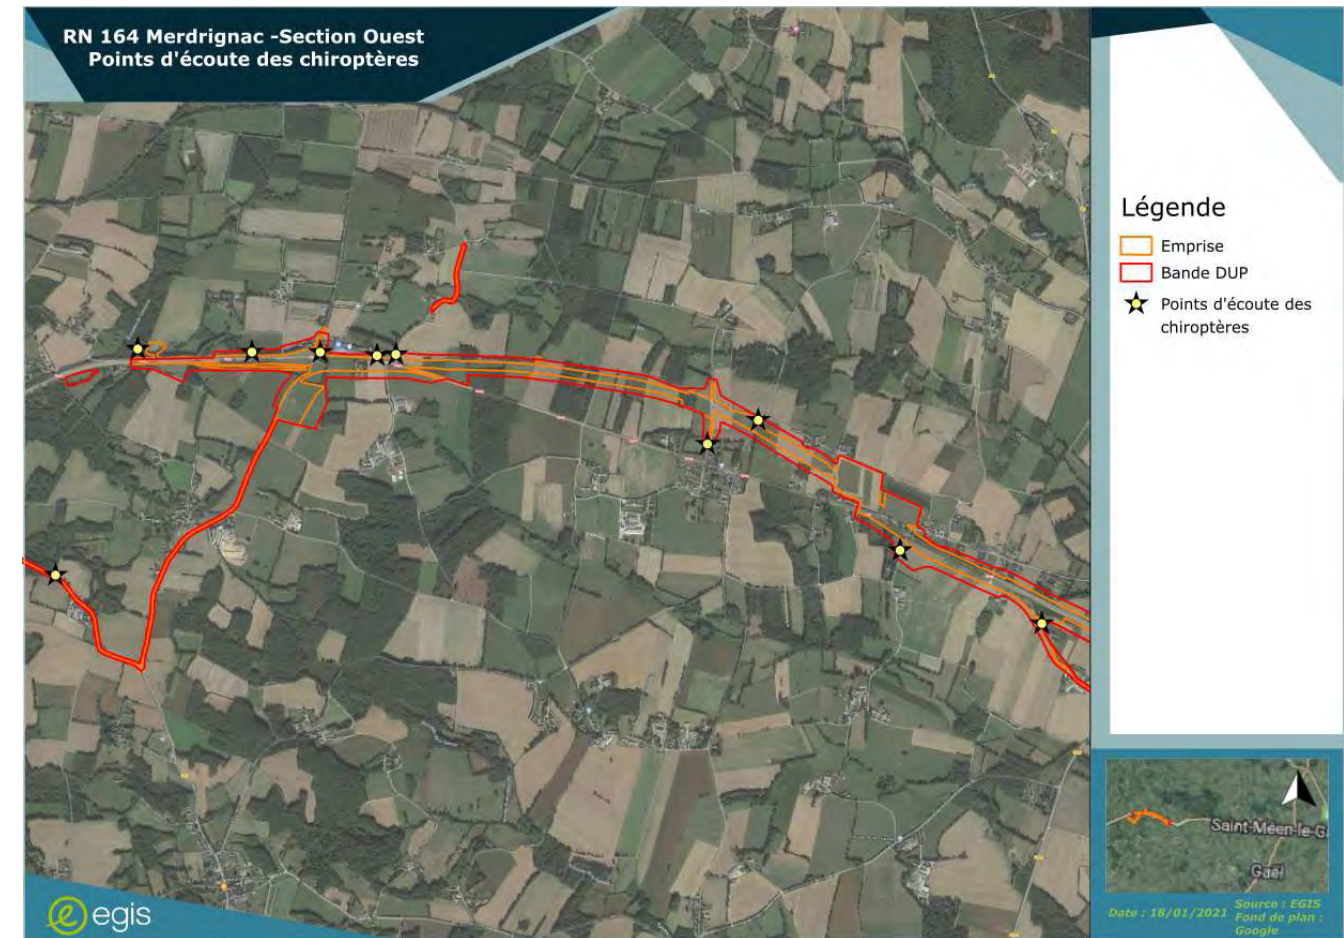 RN 164 Merdrignac -Section Ouest
Points d'écoute des chiroptères
Légende
Emprise
Bande DUP
Points d'écoute des
chiroptères
Saint-Méen-le-G
Gaël
Date : 18/01/2021
Source : EGIS
Fond de plan :
Google
egis